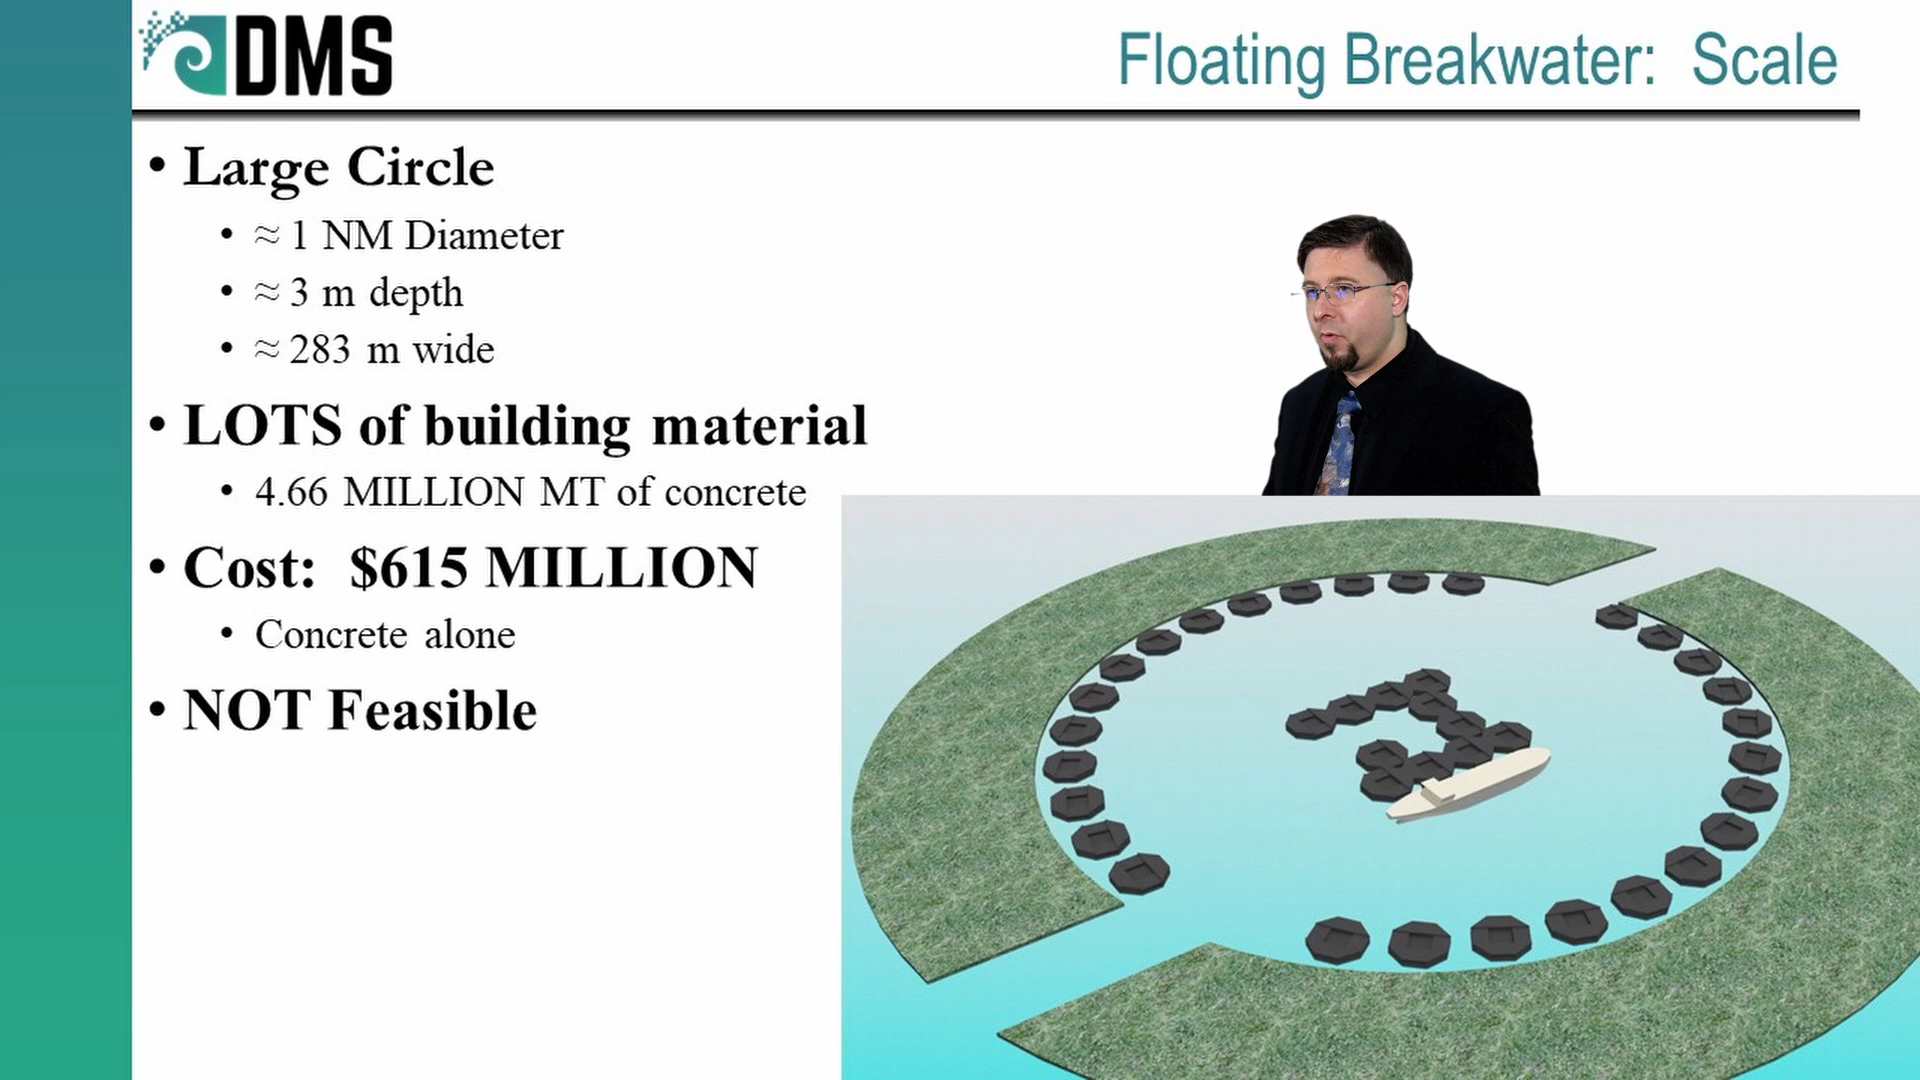 DMS
Floating Breakwater: Scale
• Large Circle
• ≈ 1 NM Diameter
• ≈ 3 m depth
• ≈ 283 m wide
• LOTS of building material
• 4.66 MILLION MT of concrete
• Cost: $615 MILLION
• Concrete alone
• NOT Feasible